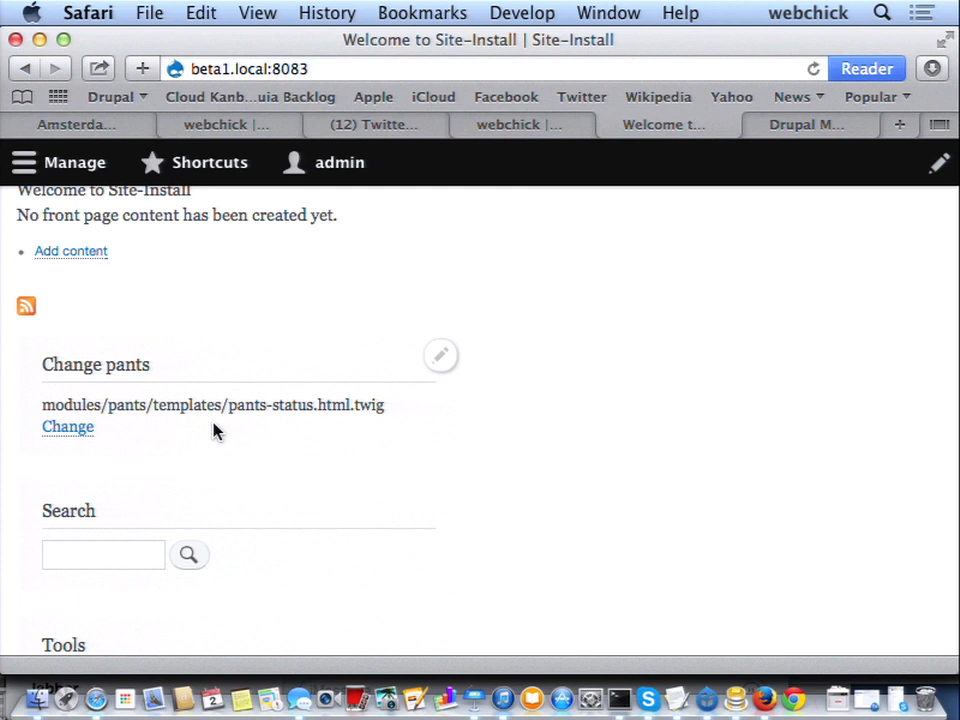 Safari File Edit View History Bookmarks Develop Window Help webchick
Welcome to Site-Install | Site-Install
beta1.local:8083 Reader
Drupal Cloud Kanb...uia Backlog Apple iCloud Facebook Twitter Wikipedia Yahoo News Popular
Amsterda... webchick |... (12) Twitte... webchick |... Welcome t... Drupal M...
Manage Shortcuts admin
Welcome to Site-Install
No front page content has been created yet.
Add content
Change pants
modules/pants/templates/pants-status.html.twig
Change
Search
Tools
2